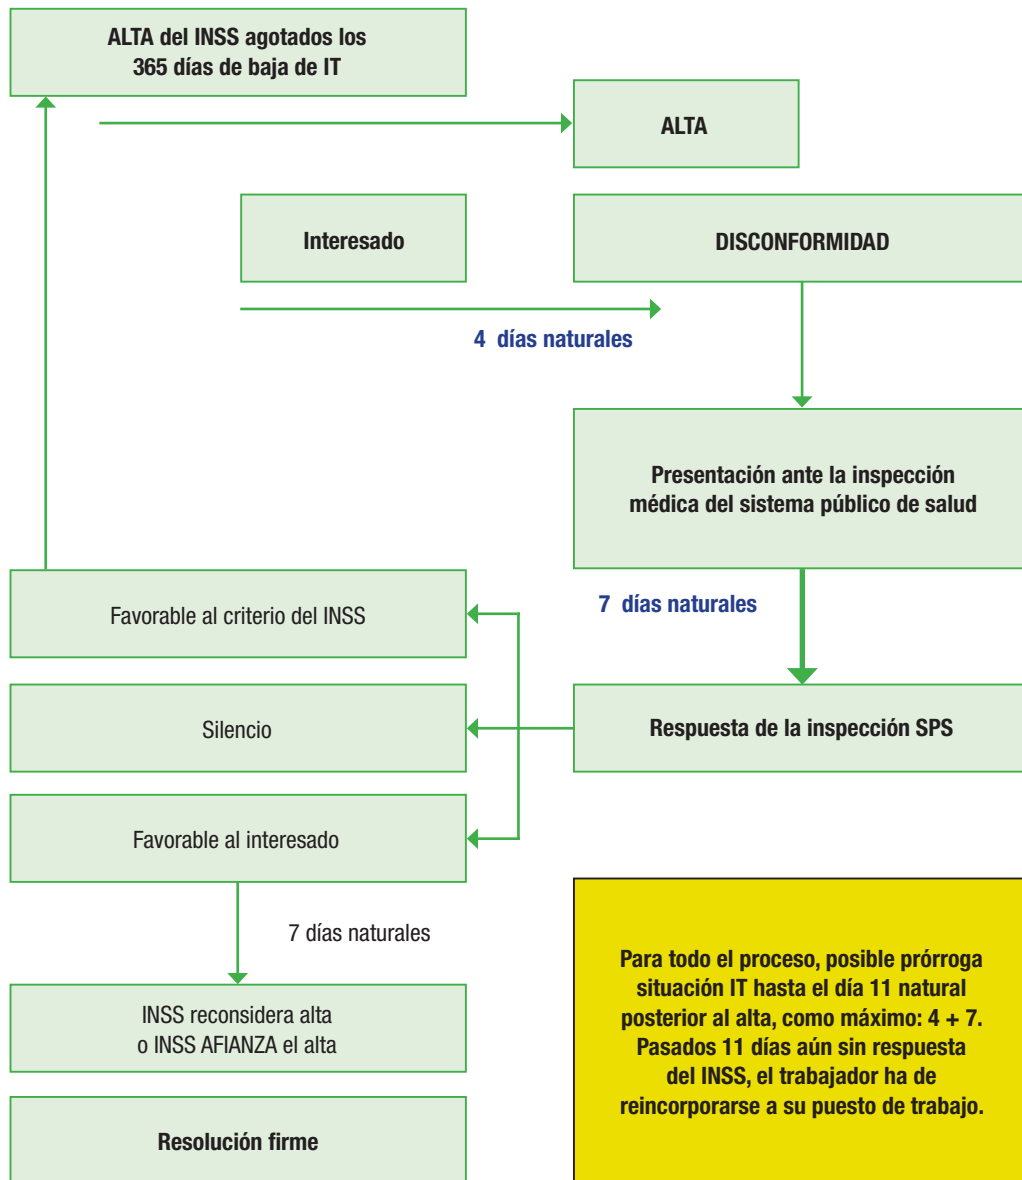 ALTA del INSS agotados los
365 días de baja de IT
ALTA
Interesado
DISCONFORMIDAD
4 días naturales
Presentación ante la inspección
médica del sistema público de salud
7 días naturales
Favorable al criterio del INSS
Silencio
Respuesta de la inspección SPS
Favorable al interesado
7 días naturales
INSS reconsidera alta
o INSS AFIANZA el alta
Resolución firme
Para todo el proceso, posible prórroga
situación IT hasta el día 11 natural
posterior al alta, como máximo: 4 + 7.
Pasados 11 días aún sin respuesta
del INSS, el trabajador ha de
reincorporarse a su puesto de trabajo.